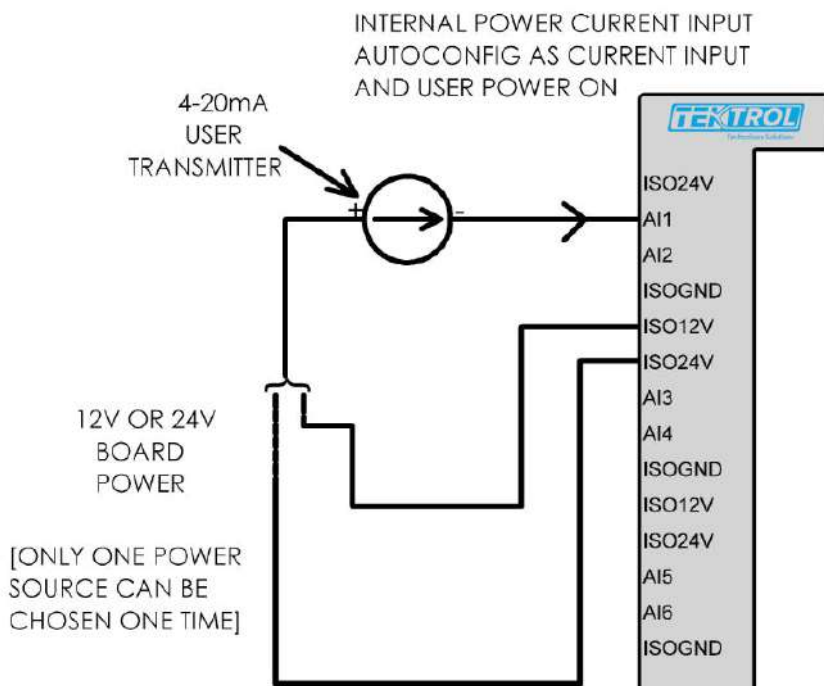 INTERNAL POWER CURRENT INPUT
AUTOCONFIG AS CURRENT INPUT
AND USER POWER ON
4-20mA
USER
TRANSMITTER
+
-
12V OR 24V
BOARD
POWER
[ONLY ONE POWER
SOURCE CAN BE
CHOSEN ONE TIME]
TEKTROL
ISO24V
AI1
AI2
ISOGND
ISO12V
ISO24V
AI3
AI4
ISOGND
ISO12V
ISO24V
AI5
AI6
ISOGND